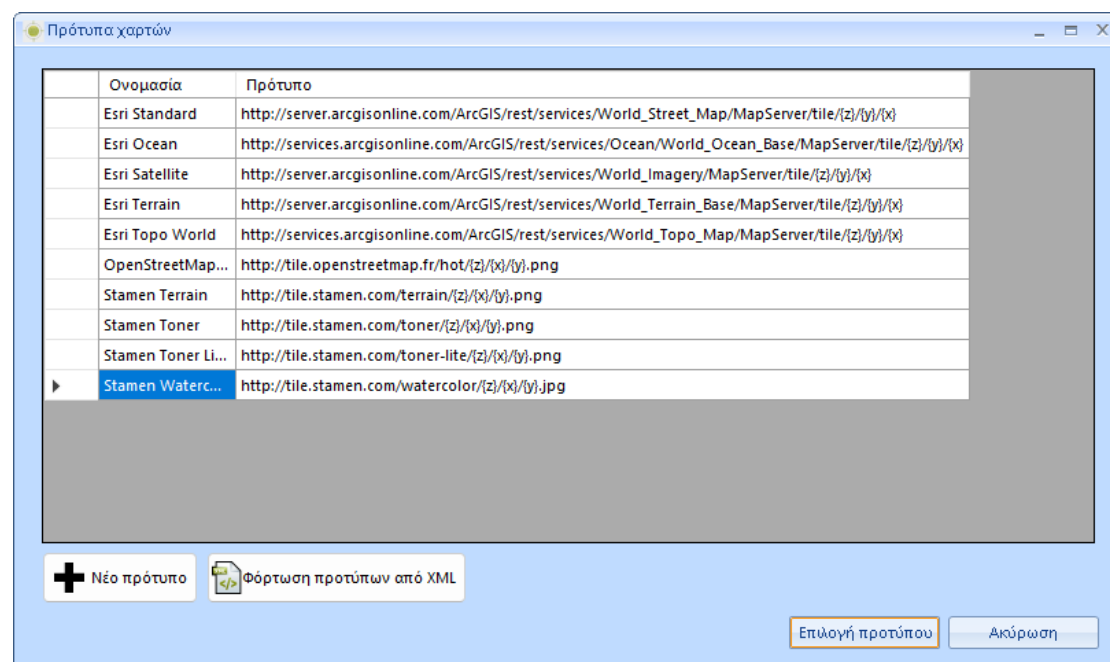 Πρότυπα χαρτών
Ονομασία Πρότυπο
Esri Standard http://server.arcgisonline.com/ArcGIS/rest/services/World_Street_Map/MapServer/tile/{z}/{y}/{x}
Esri Ocean http://services.arcgisonline.com/ArcGIS/rest/services/Ocean/World_Ocean_Base/MapServer/tile/{z}/{y}/{x}
Esri Satellite http://server.arcgisonline.com/ArcGIS/rest/services/World_Imagery/MapServer/tile/{z}/{y}/{x}
Esri Terrain http://server.arcgisonline.com/ArcGIS/rest/services/World_Terrain_Base/MapServer/tile/{z}/{y}/{x}
Esri Topo World http://services.arcgisonline.com/ArcGIS/rest/services/World_Topo_Map/MapServer/tile/{z}/{y}/{x}
OpenStreetMap... http://tile.openstreetmap.fr/hot/{z}/{x}/{y}.png
Stamen Terrain http://tile.stamen.com/terrain/{z}/{x}/{y}.png
Stamen Toner http://tile.stamen.com/toner/{z}/{x}/{y}.png
Stamen Toner Li... http://tile.stamen.com/toner-lite/{z}/{x}/{y}.png
Stamen Waterc... http://tile.stamen.com/watercolor/{z}/{x}/{y}.jpg
Νέο πρότυπο Φόρτωση προτύπων από XML
Επιλογή προτύπου Ακύρωση